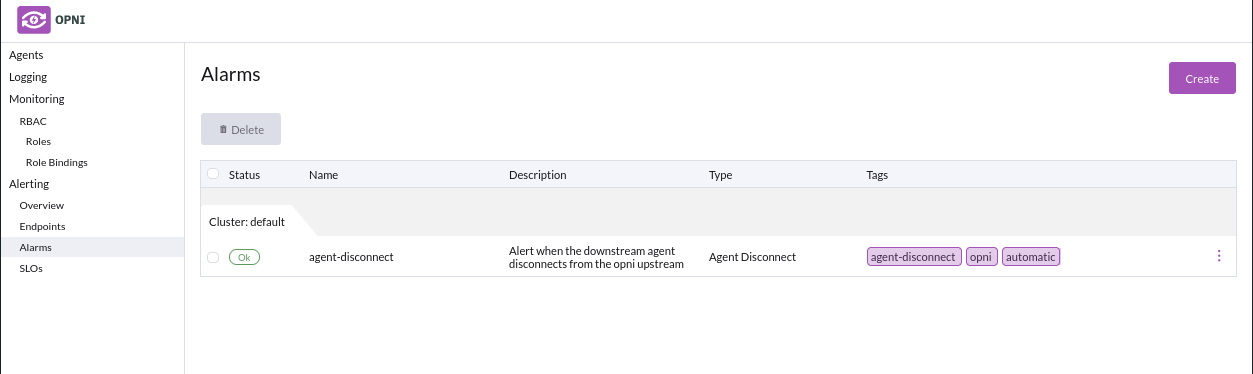 OPNI
Agents
Logging
Monitoring
RBAC
Roles
Role Bindings
Alerting
Overview
Endpoints
Alarms
SLOs
Alarms
Create
Delete
Status Name Description Type Tags
Cluster: default
Ok agent-disconnect Alert when the downstream agent disconnects from the opni upstream Agent Disconnect agent-disconnect opni automatic